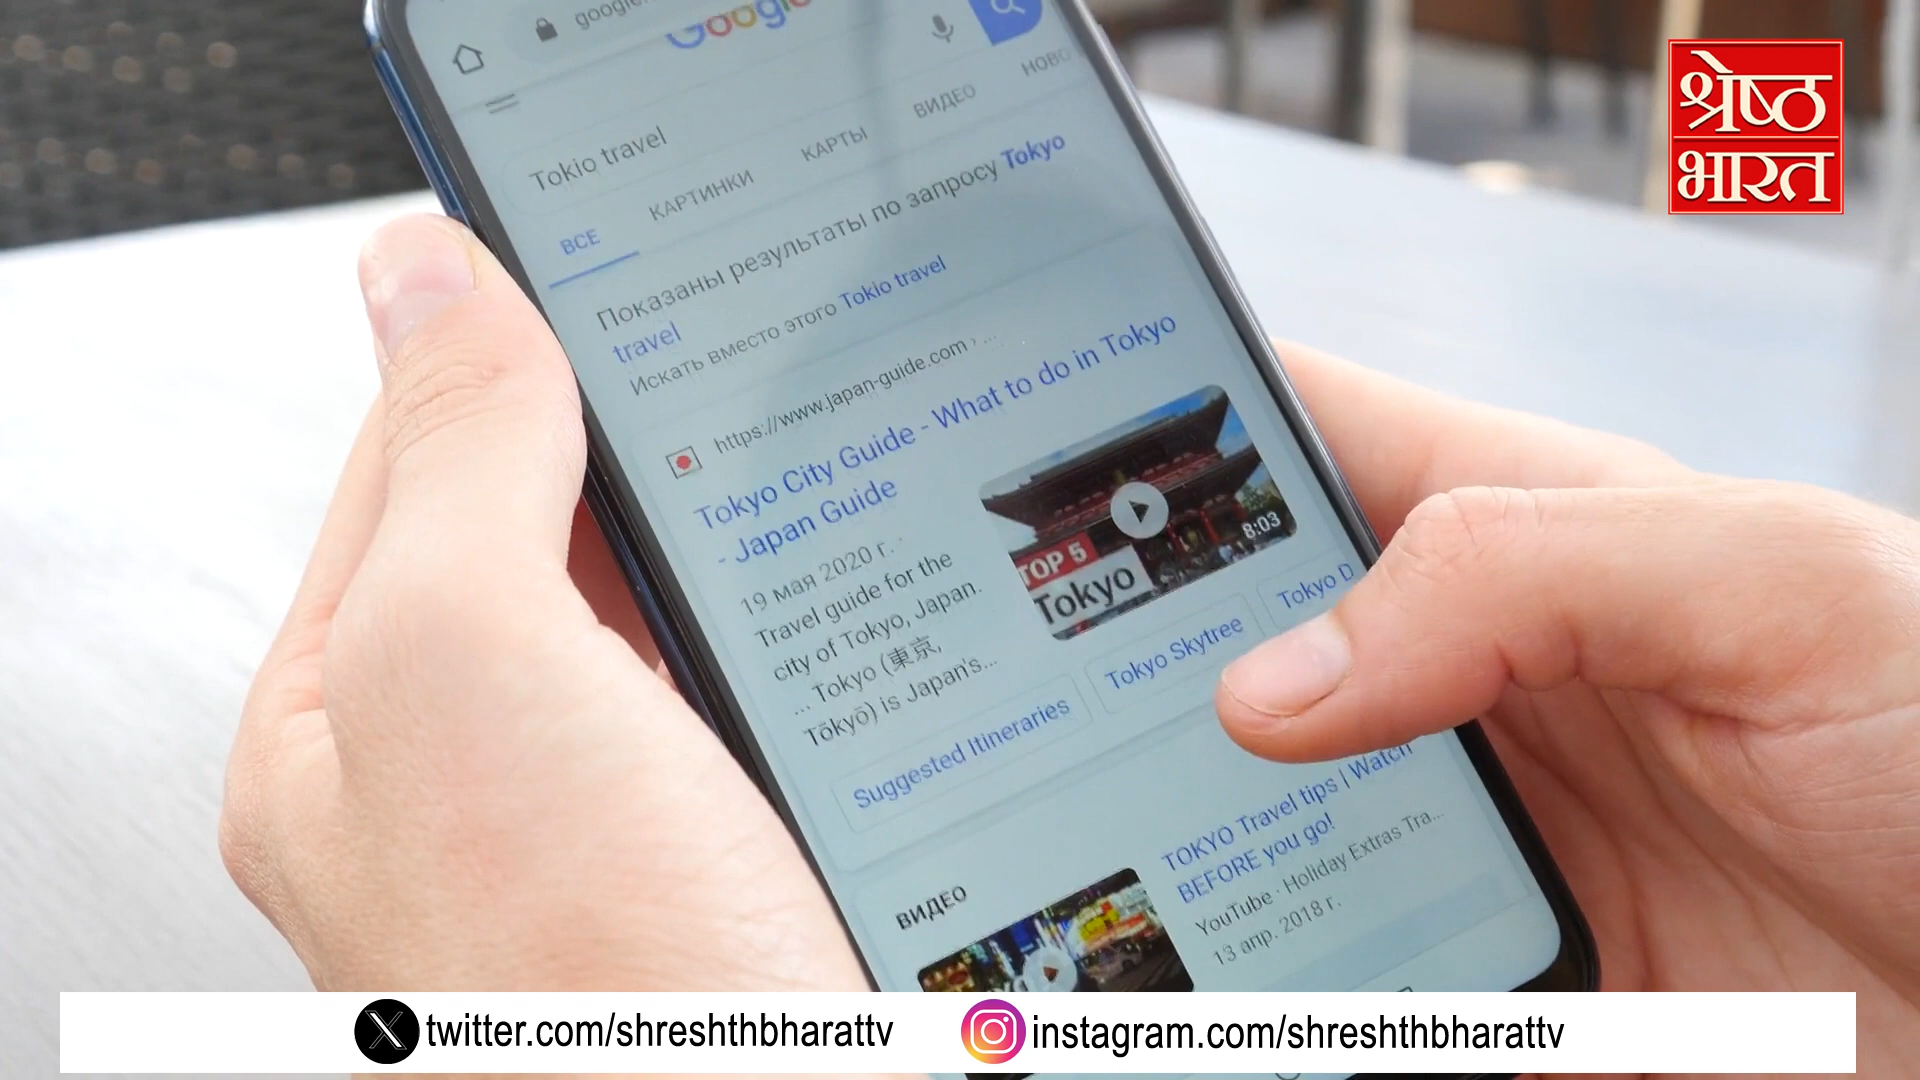 Google
श्रेष्ठ
भारत
Tokio travel
ВСЕ
КАРТИНКИ
КАРТЫ
ВИДЕО
Показаны результаты по запросу Tokyo
travel
Искать вместо этого Tokio travel
https://www.japan-guide.com › ...
Tokyo City Guide - What to do in Tokyo
- Japan Guide
19 мая 2020 г. ·
Travel guide for the
city of Tokyo, Japan.
... Tokyo (東京,
Tōkyō) is Japan's...
TOP 5
Tokyo
8:03
Suggested Itineraries
Tokyo Skytree
Tokyo D
ВИДЕО
TOKYO Travel tips | Watch
BEFORE you go!
YouTube · Holiday Extras Tra...
13 апр. 2018 г.
twitter.com/shreshthbharattv
instagram.com/shreshthbharattv